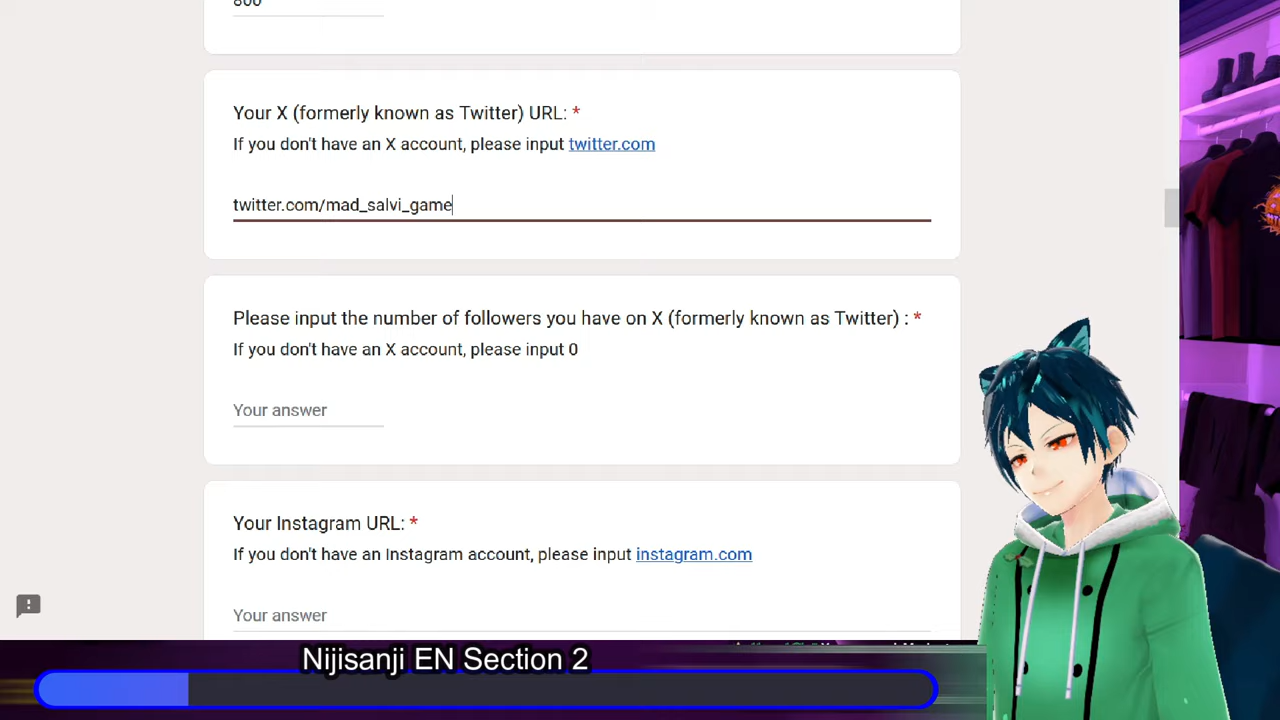 800
Your X (formerly known as Twitter) URL: *
If you don't have an X account, please input twitter.com
twitter.com/mad_salvi_game
Please input the number of followers you have on X (formerly known as Twitter) : *
If you don't have an X account, please input 0
Your answer
Your Instagram URL: *
If you don't have an Instagram account, please input instagram.com
Your answer
Nijisanji EN Section 2